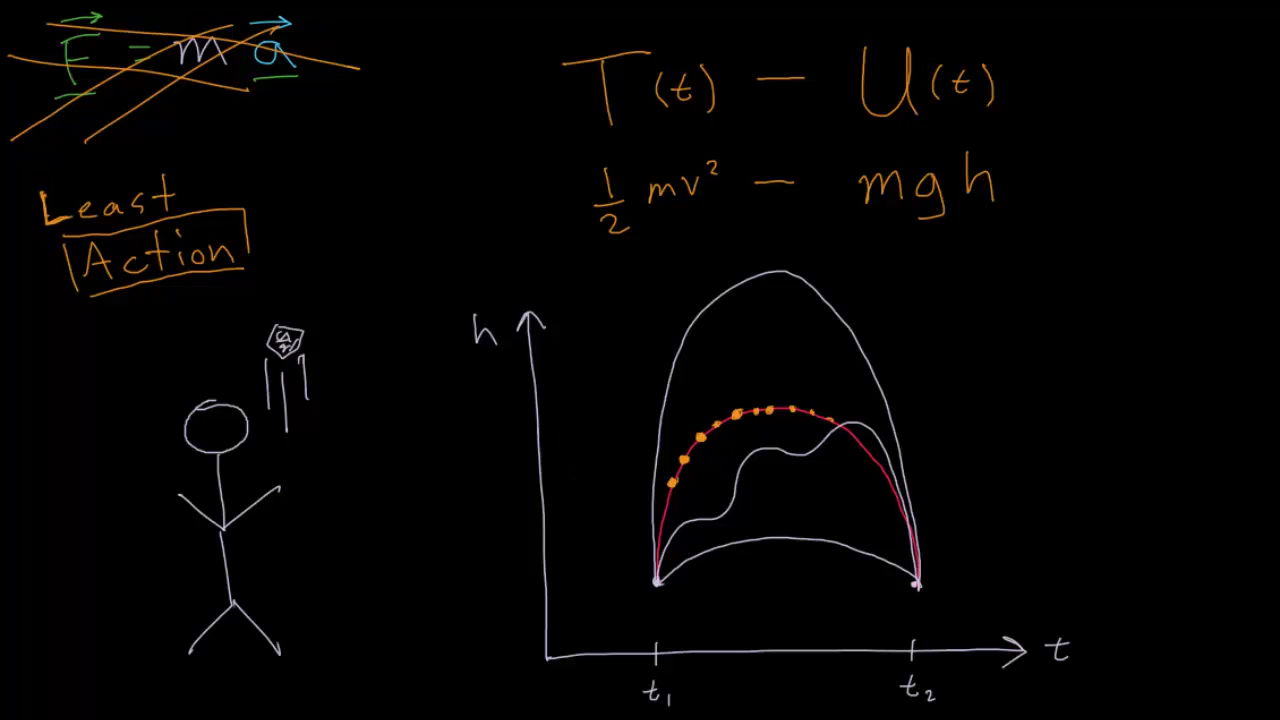 F = ma
T(t) - U(t)
1/2 mv² - mgh
Least
Action
h
t
t₁
t₂